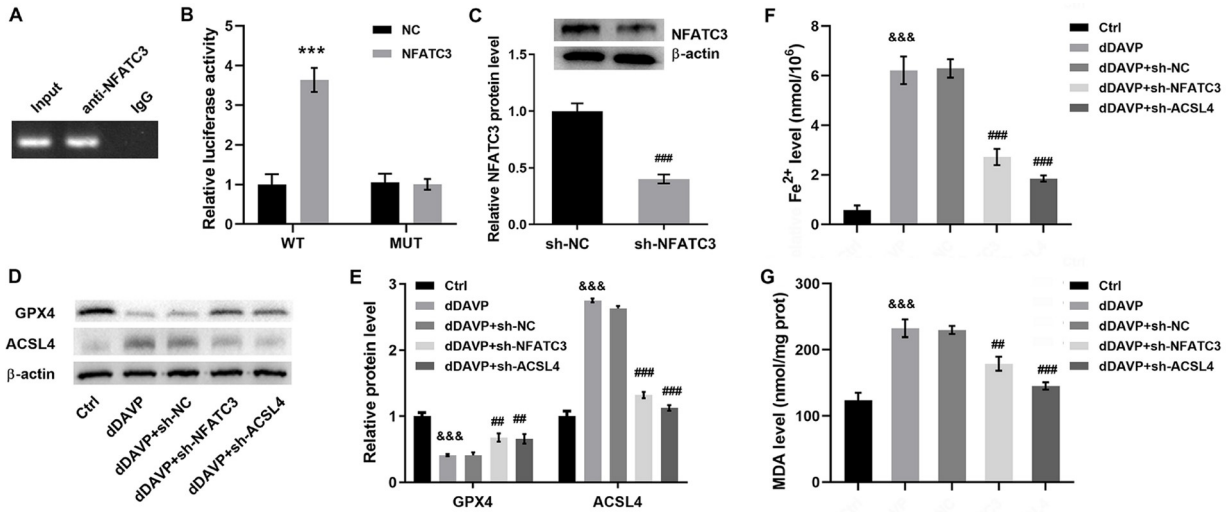 A
Input
anti-NFATC3
IgG
B
Relative luciferase activity
5
4
3
2
1
0
NC
NFATC3
***
WT
MUT
C
Relative NFATC3 protein level
1.5
1.0
0.5
0.0
NFATC3
β-actin
###
sh-NC
sh-NFATC3
D
GPX4
ACSL4
β-actin
Ctrl
dDAVP
dDAVP+sh-NC
dDAVP+sh-NFATC3
dDAVP+sh-ACSL4
E
Relative protein level
3
2
1
0
Ctrl
dDAVP
dDAVP+sh-NC
dDAVP+sh-NFATC3
dDAVP+sh-ACSL4
&&&
##
##
&&&
###
###
GPX4
ACSL4
F
Fe2+ level (nmol/10^6)
8
6
4
2
0
&&&
###
###
Ctrl
dDAVP
dDAVP+sh-NC
dDAVP+sh-NFATC3
dDAVP+sh-ACSL4
G
MDA level (nmol/mg prot)
300
200
100
0
&&&
##
###
Ctrl
dDAVP
dDAVP+sh-NC
dDAVP+sh-NFATC3
dDAVP+sh-ACSL4